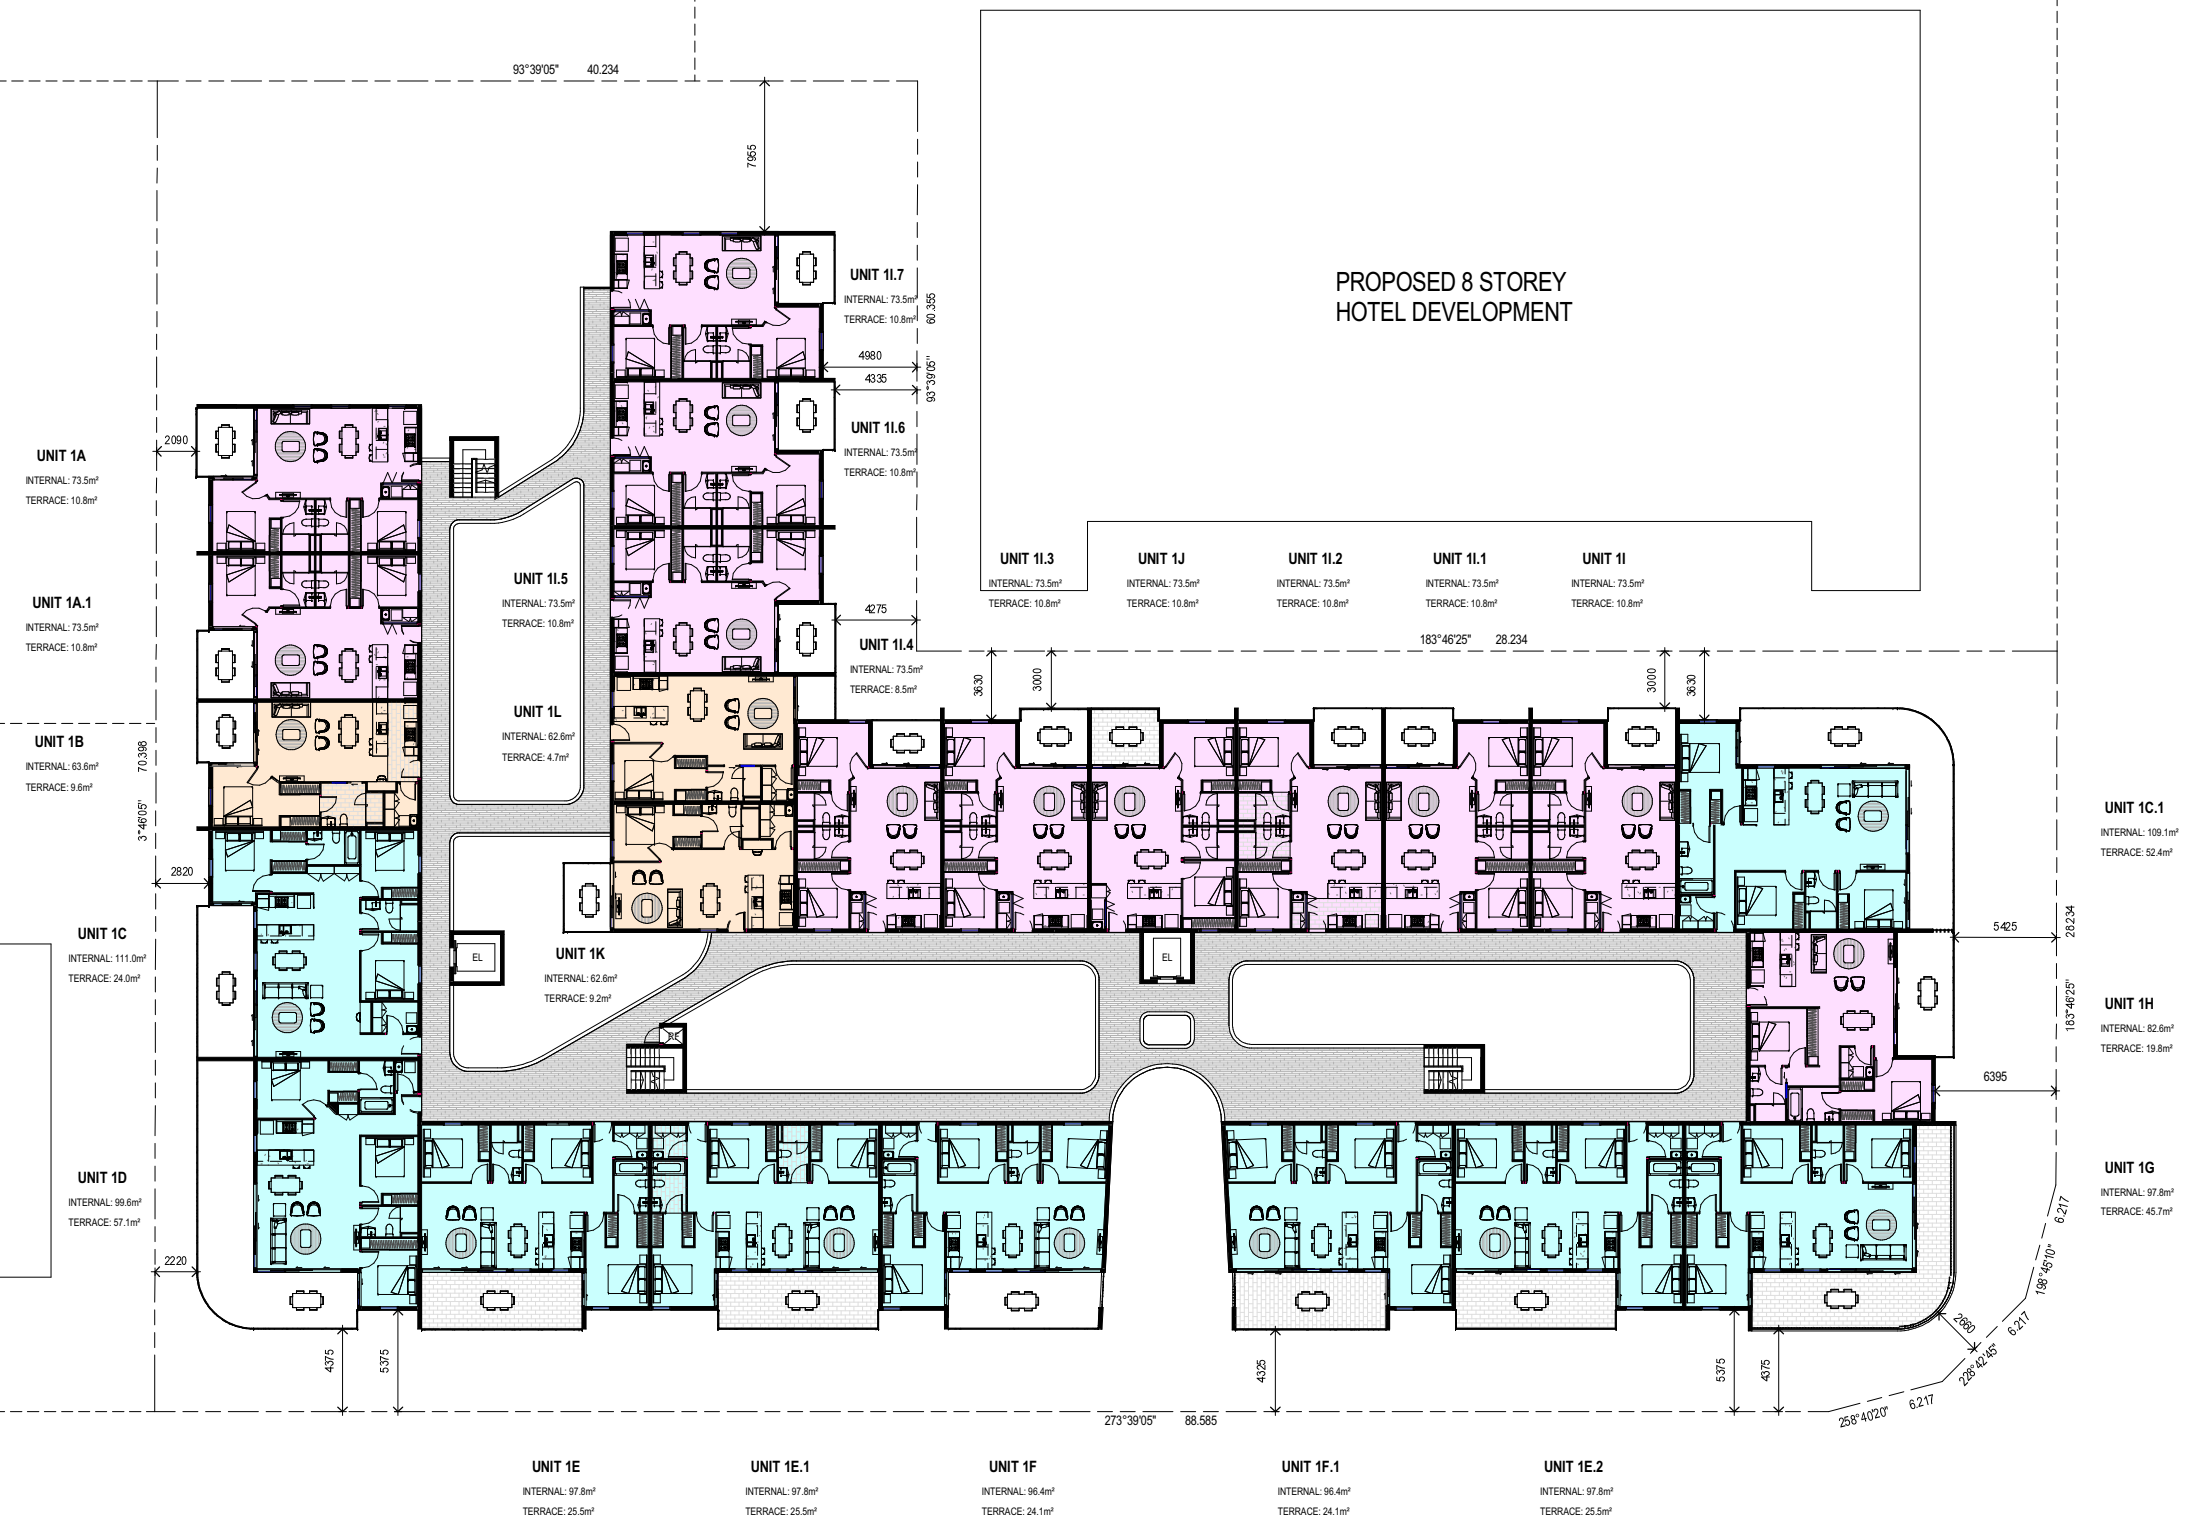 93°39'05" 40.234
7955
PROPOSED 8 STOREY
HOTEL DEVELOPMENT
UNIT 1I.7
INTERNAL: 73.5m²
TERRACE: 10.8m²
60.355
93°39'05"
4980
4335
UNIT 1I.6
INTERNAL: 73.5m²
TERRACE: 10.8m²
2090
UNIT 1A
INTERNAL: 73.5m²
TERRACE: 10.8m²
UNIT 1A.1
INTERNAL: 73.5m²
TERRACE: 10.8m²
UNIT 1I.5
INTERNAL: 73.5m²
TERRACE: 10.8m²
4275
UNIT 1I.4
INTERNAL: 73.5m²
TERRACE: 8.5m²
UNIT 1I.3
INTERNAL: 73.5m²
TERRACE: 10.8m²
UNIT 1J
INTERNAL: 73.5m²
TERRACE: 10.8m²
UNIT 1I.2
INTERNAL: 73.5m²
TERRACE: 10.8m²
UNIT 1I.1
INTERNAL: 73.5m²
TERRACE: 10.8m²
UNIT 1I
INTERNAL: 73.5m²
TERRACE: 10.8m²
183°46'25" 28.234
3630
3000
3000
3630
UNIT 1L
INTERNAL: 62.6m²
TERRACE: 4.7m²
UNIT 1B
INTERNAL: 63.6m²
TERRACE: 9.6m²
70.398
3°46'05"
2820
UNIT 1C
INTERNAL: 111.0m²
TERRACE: 24.0m²
EL
UNIT 1K
INTERNAL: 62.6m²
TERRACE: 9.2m²
EL
RE
UNIT 1C.1
INTERNAL: 109.1m²
TERRACE: 52.4m²
5425
28.234
183°46'25"
UNIT 1H
INTERNAL: 82.6m²
TERRACE: 19.8m²
6395
UNIT 1D
INTERNAL: 99.6m²
TERRACE: 57.1m²
2220
UNIT 1G
INTERNAL: 97.8m²
TERRACE: 45.7m²
6.217
198°45'10"
6.217
2660
228°42'45"
6.217
258°40'20"
4375
5375
4325
5375
4375
273°39'05" 88.585
UNIT 1E
INTERNAL: 97.8m²
TERRACE: 25.5m²
UNIT 1E.1
INTERNAL: 97.8m²
TERRACE: 25.5m²
UNIT 1F
INTERNAL: 96.4m²
TERRACE: 24.1m²
UNIT 1F.1
INTERNAL: 96.4m²
TERRACE: 24.1m²
UNIT 1E.2
INTERNAL: 97.8m²
TERRACE: 25.5m²